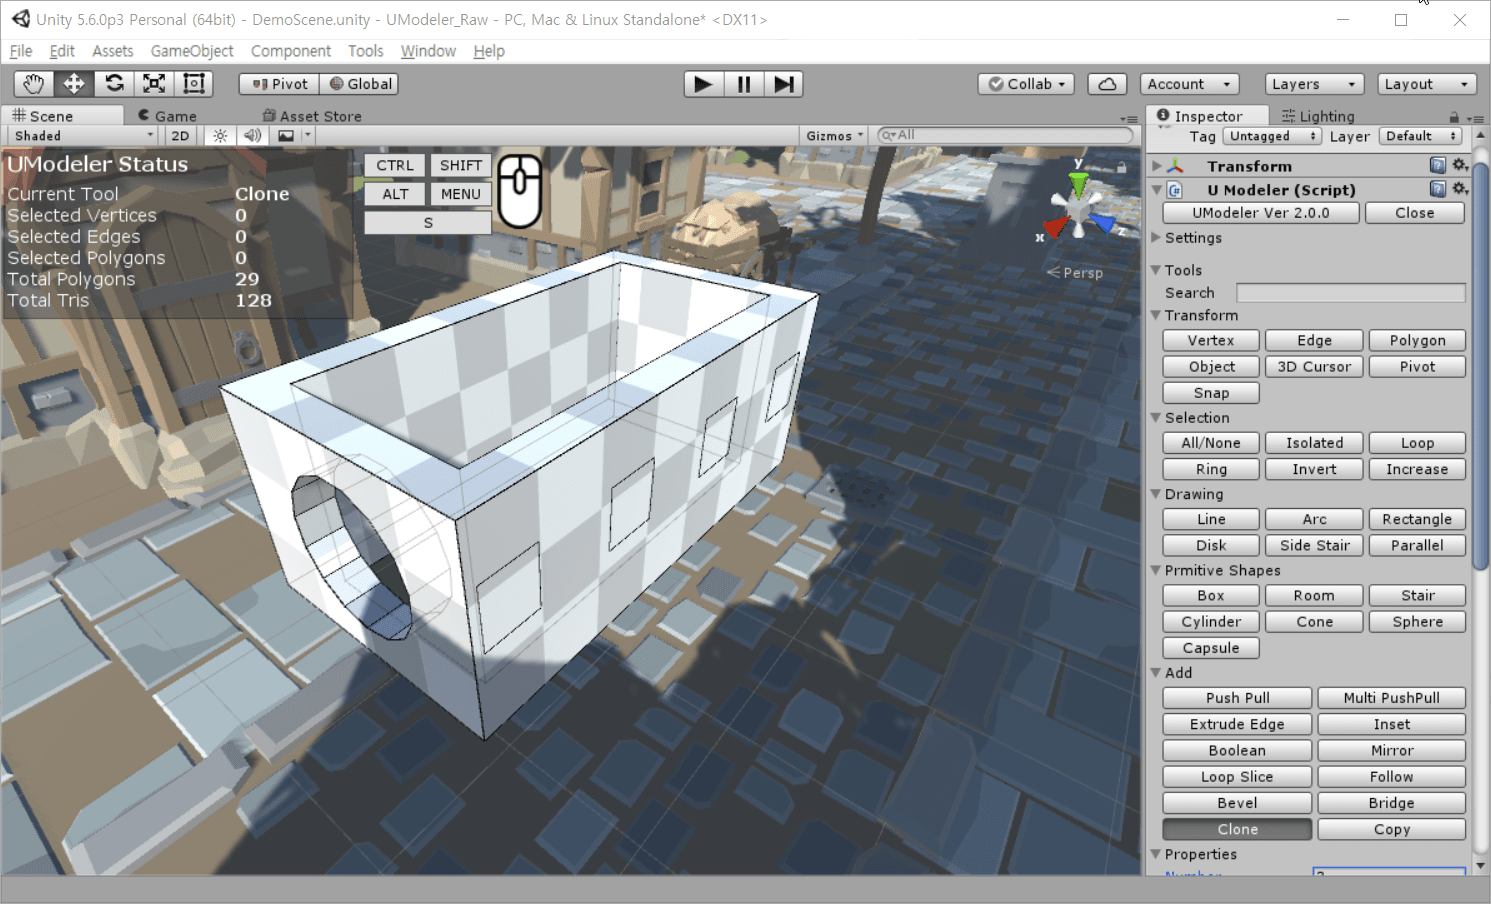 Unity 5.6.0p3 Personal (64bit) - DemoScene.unity - UModeler_Raw - PC, Mac & Linux Standalone* <DX11>
File Edit Assets GameObject Component Tools Window Help
Pivot Global Collab Account Layers Layout
Scene Game Asset Store Inspector Lighting
Shaded 2D Gizmos All Tag Untagged Layer Default
UModeler Status
Current Tool Clone
Selected Vertices 0
Selected Edges 0
Selected Polygons 0
Total Polygons 29
Total Tris 128
CTRL SHIFT
ALT MENU
S
y
x z
Persp
Transform
U Modeler (Script)
UModeler Ver 2.0.0 Close
Settings
Tools
Search
Transform
Vertex Edge Polygon
Object 3D Cursor Pivot
Snap
Selection
All/None Isolated Loop
Ring Invert Increase
Drawing
Line Arc Rectangle
Disk Side Stair Parallel
Prmitive Shapes
Box Room Stair
Cylinder Cone Sphere
Capsule
Add
Push Pull Multi PushPull
Extrude Edge Inset
Boolean Mirror
Loop Slice Follow
Bevel Bridge
Clone Copy
Properties
Number